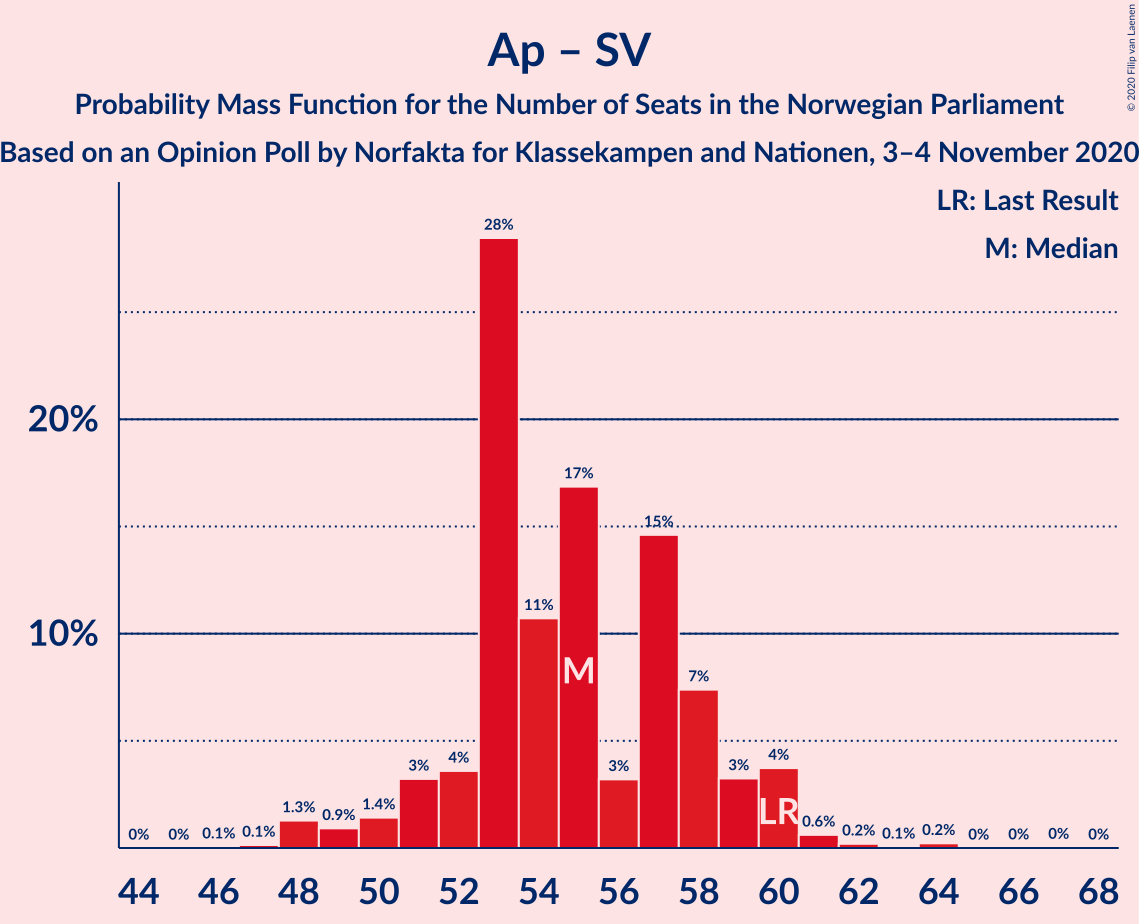 Ap – SV
Probability Mass Function for the Number of Seats in the Norwegian Parliament
Based on an Opinion Poll by Norfakta for Klassekampen and Nationen, 3–4 November 2020
© 2020 Filip van Laenen
LR: Last Result
M: Median
20%
10%
0% 0% 0.1% 0.1% 1.3% 0.9% 1.4% 3% 4% 28% 11% 17% 3% 15% 7% 3% 4% 0.6% 0.2% 0.1% 0.2% 0% 0% 0% 0%
M
LR
44 46 48 50 52 54 56 58 60 62 64 66 68